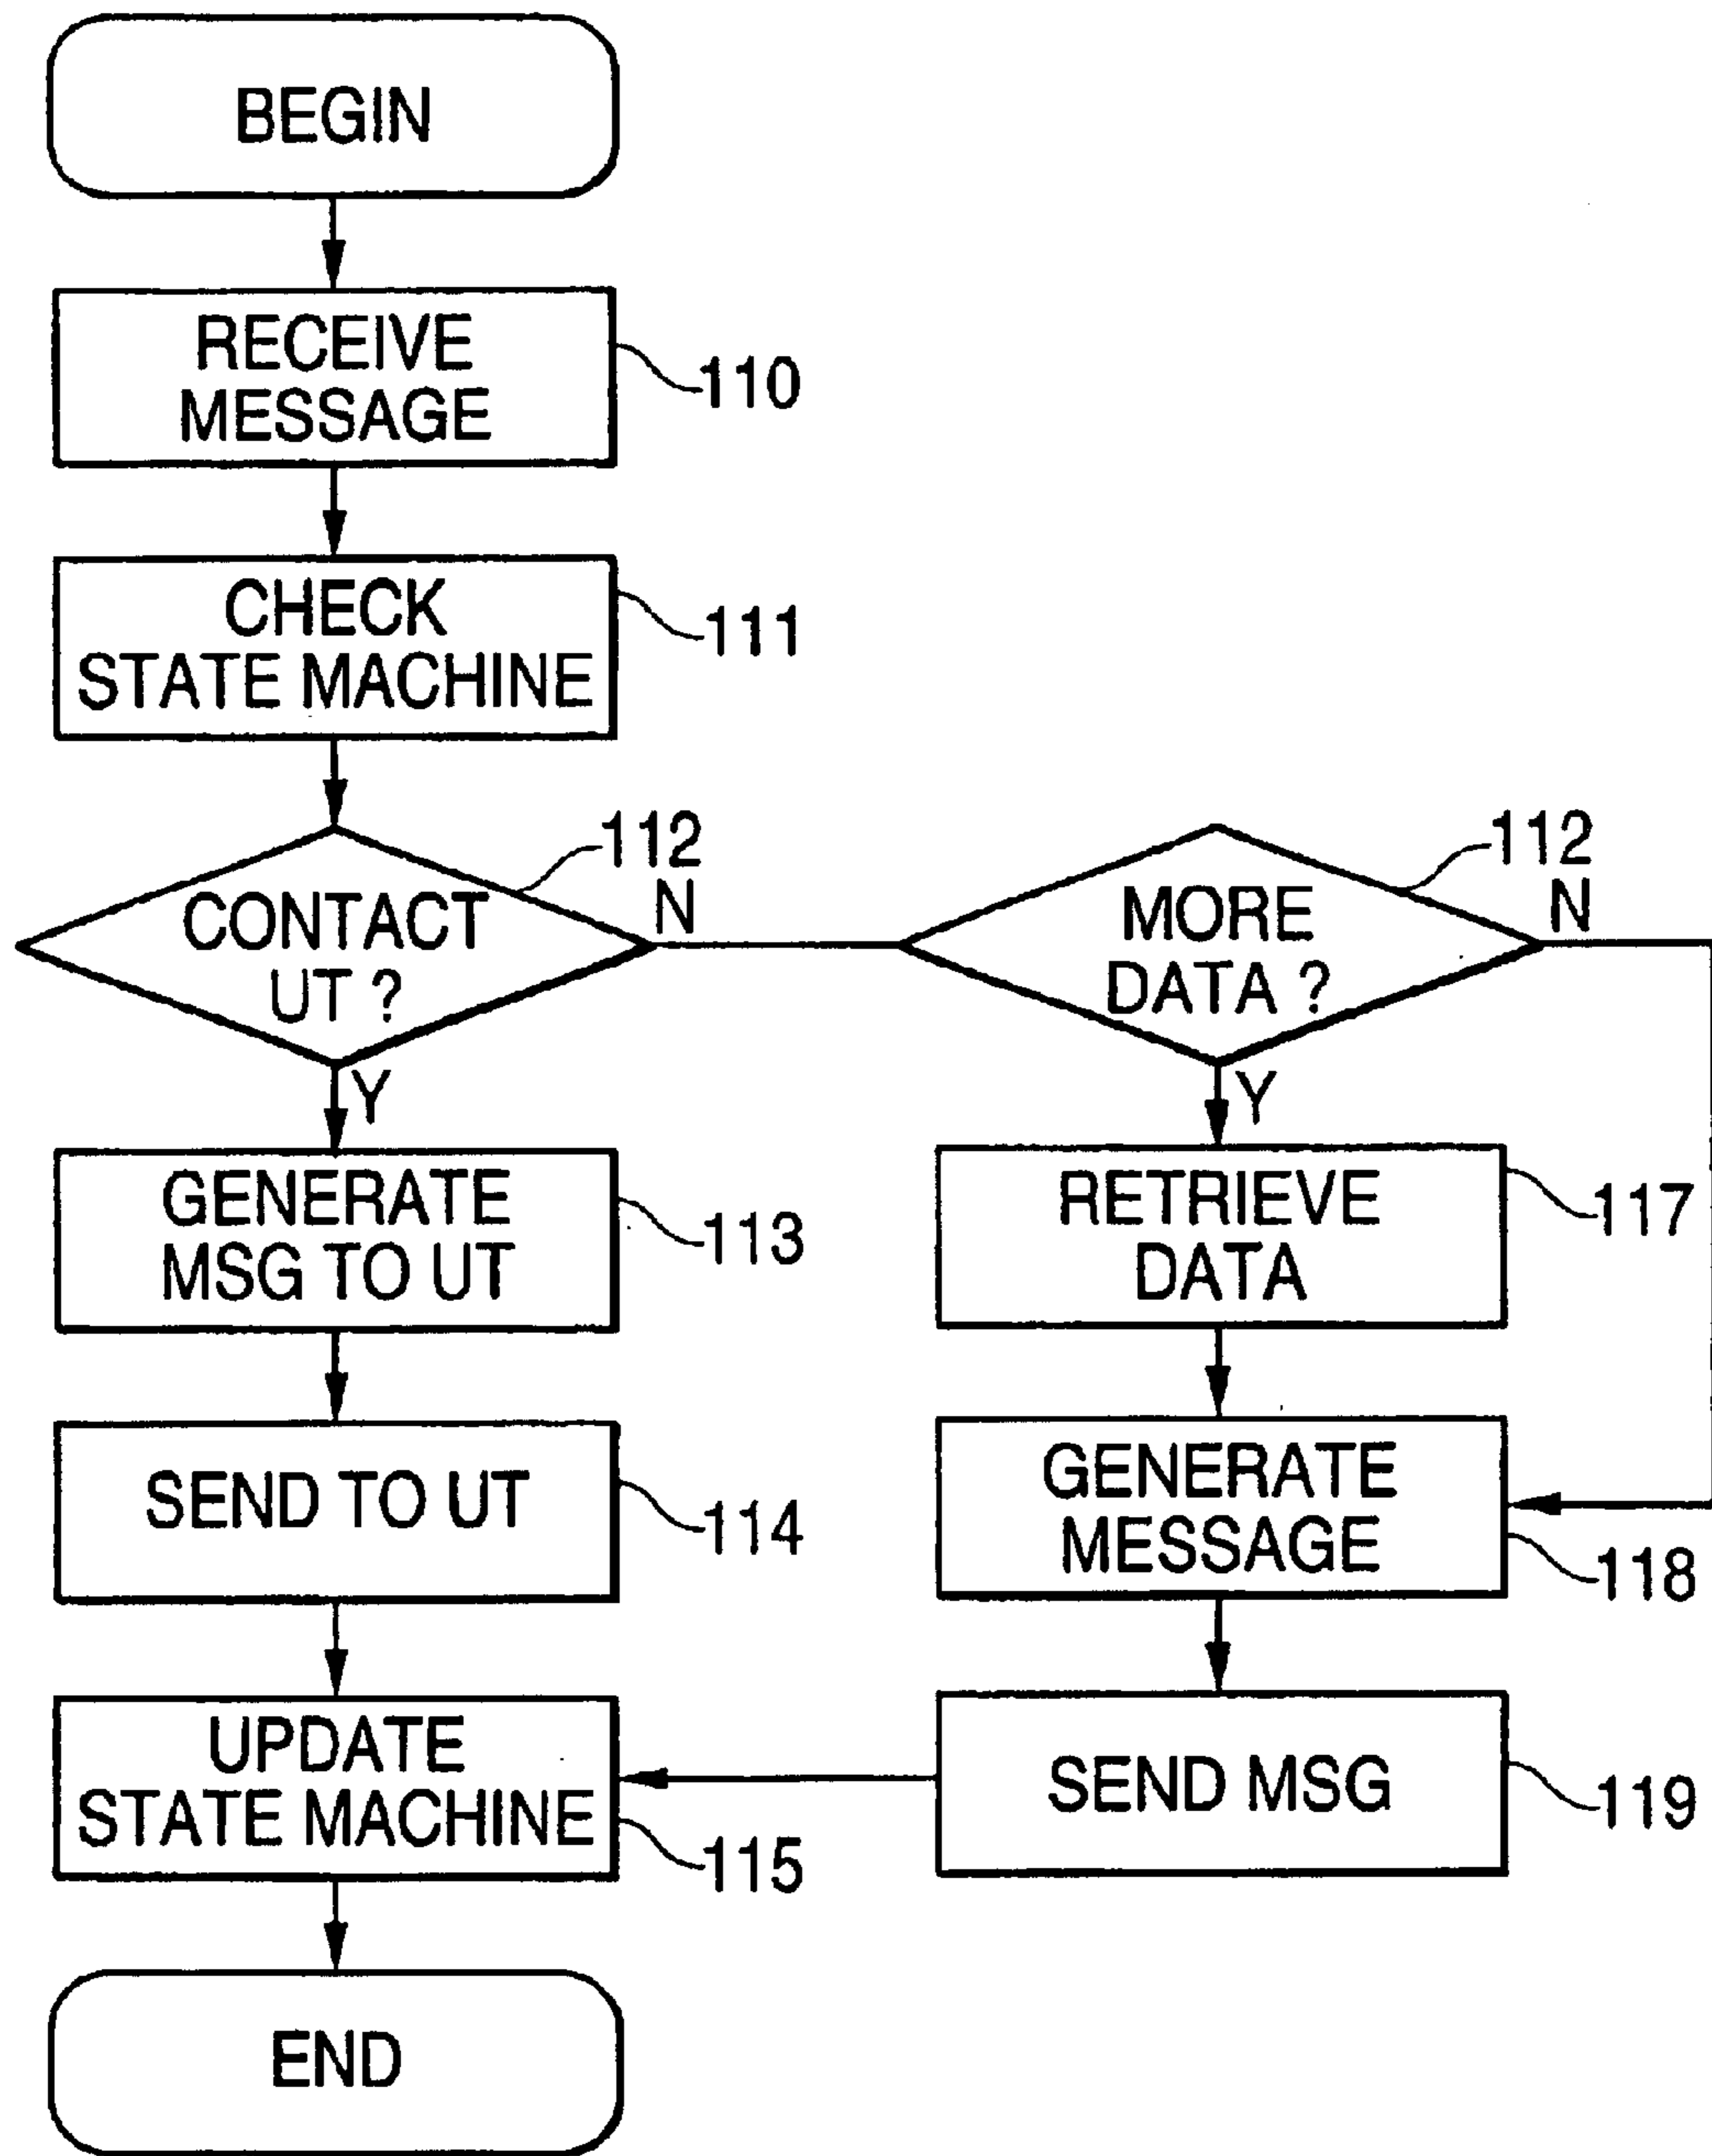 BEGIN
RECEIVE
MESSAGE
110
CHECK
STATE MACHINE
111
CONTACT
UT ?
112
N
Y
MORE
DATA ?
112
N
Y
GENERATE
MSG TO UT
113
RETRIEVE
DATA
117
SEND TO UT
114
GENERATE
MESSAGE
118
UPDATE
STATE MACHINE
115
SEND MSG
119
END